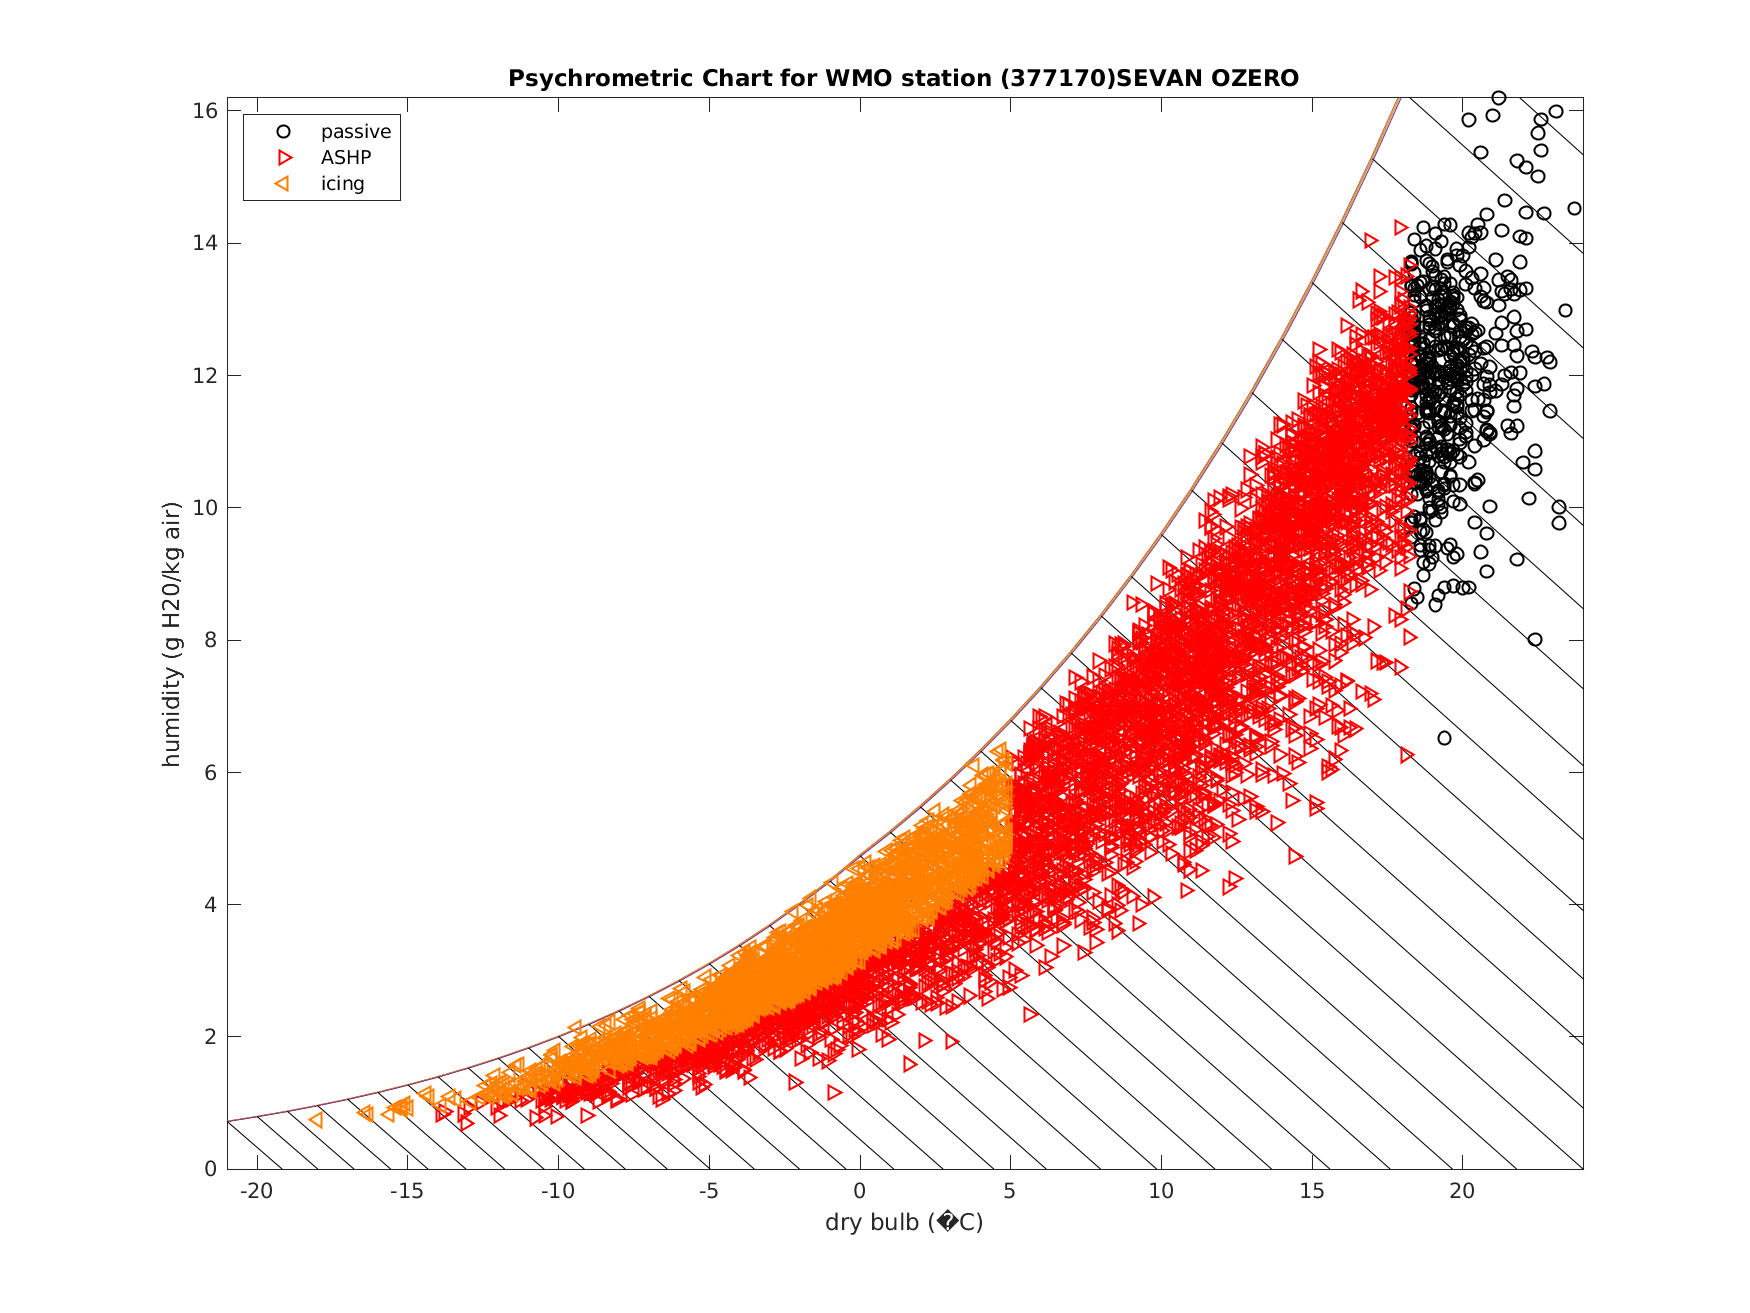 Psychrometric Chart for WMO station (377170)SEVAN OZERO
passive
ASHP
icing
humidity (g H20/kg air)
16
14
12
10
8
6
4
2
0
-20 -15 -10 -5 0 5 10 15 20
dry bulb (�C)